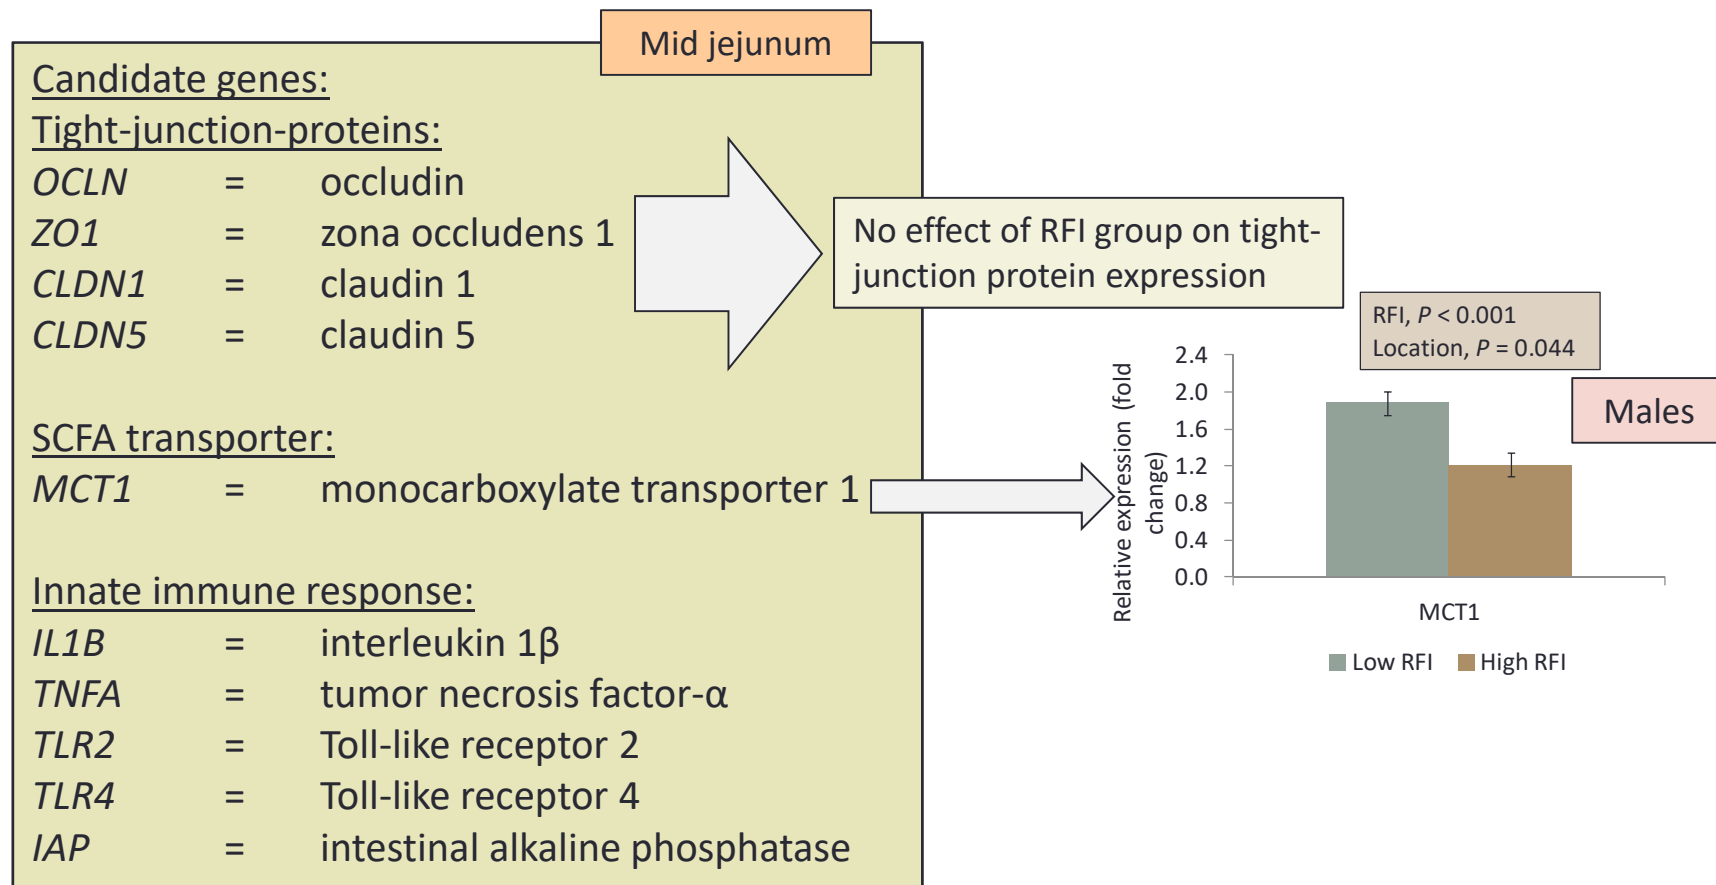 Mid jejunum
Candidate genes:
Tight-junction-proteins:
OCLN = occludin
ZO1 = zona occludens 1
CLDN1 = claudin 1
CLDN5 = claudin 5
SCFA transporter:
MCT1 = monocarboxylate transporter 1
Innate immune response:
IL1B = interleukin 1β
TNFA = tumor necrosis factor-α
TLR2 = Toll-like receptor 2
TLR4 = Toll-like receptor 4
IAP = intestinal alkaline phosphatase
No effect of RFI group on tight-
junction protein expression
RFI, P < 0.001
Location, P = 0.044
Males
Relative expression (fold
change)
2.4
2.0
1.6
1.2
0.8
0.4
0.0
MCT1
Low RFI High RFI